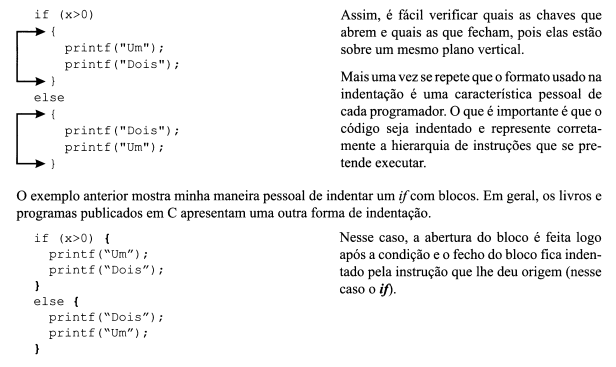 if (x>0)
{
printf("Um");
printf("Dois");
}
else
{
printf("Dois");
printf("Um");
}
Assim, é fácil verificar quais as chaves que
abrem e quais as que fecham, pois elas estão
sobre um mesmo plano vertical.
Mais uma vez se repete que o formato usado na
indentação é uma característica pessoal de
cada programador. O que é importante é que o
código seja indentado e represente correta-
mente a hierarquia de instruções que se pre-
tende executar.
O exemplo anterior mostra minha maneira pessoal de indentar um if com blocos. Em geral, os livros e
programas publicados em C apresentam uma outra forma de indentação.
if (x>0) {
printf(“Um”);
printf(“Dois”);
}
else {
printf(“Dois”);
printf(“Um”);
}
Nesse caso, a abertura do bloco é feita logo
após a condição e o fecho do bloco fica inden-
tado pela instrução que lhe deu origem (nesse
caso o if).